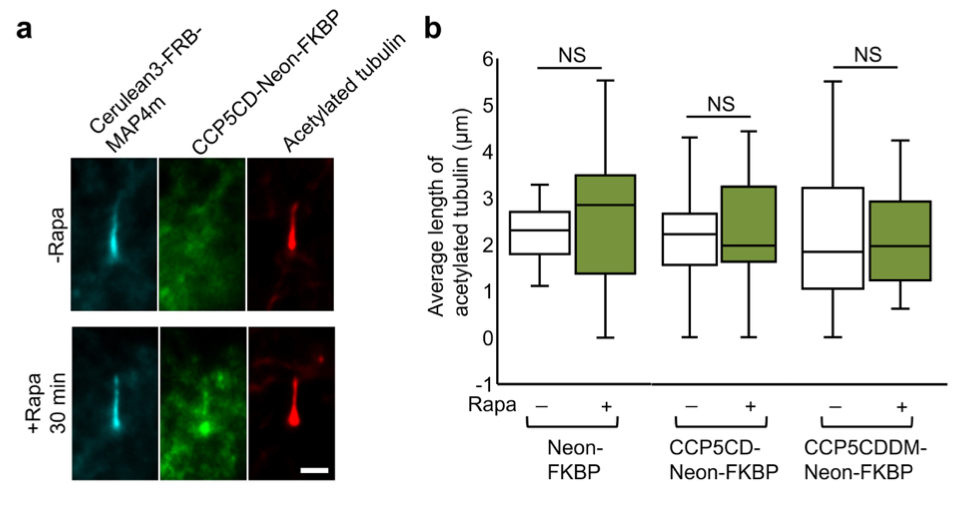 a
Cerulean3-FRB-
MAP4m
CCP5CD-Neon-FKBP
Acetylated tubulin
-Rapa
+Rapa
30 min
b
Average length of
acetylated tubulin (µm)
6
5
4
3
2
1
0
-1
NS
NS
NS
Rapa – + – + – +
Neon-
FKBP
CCP5CD-
Neon-FKBP
CCP5CDDM-
Neon-FKBP